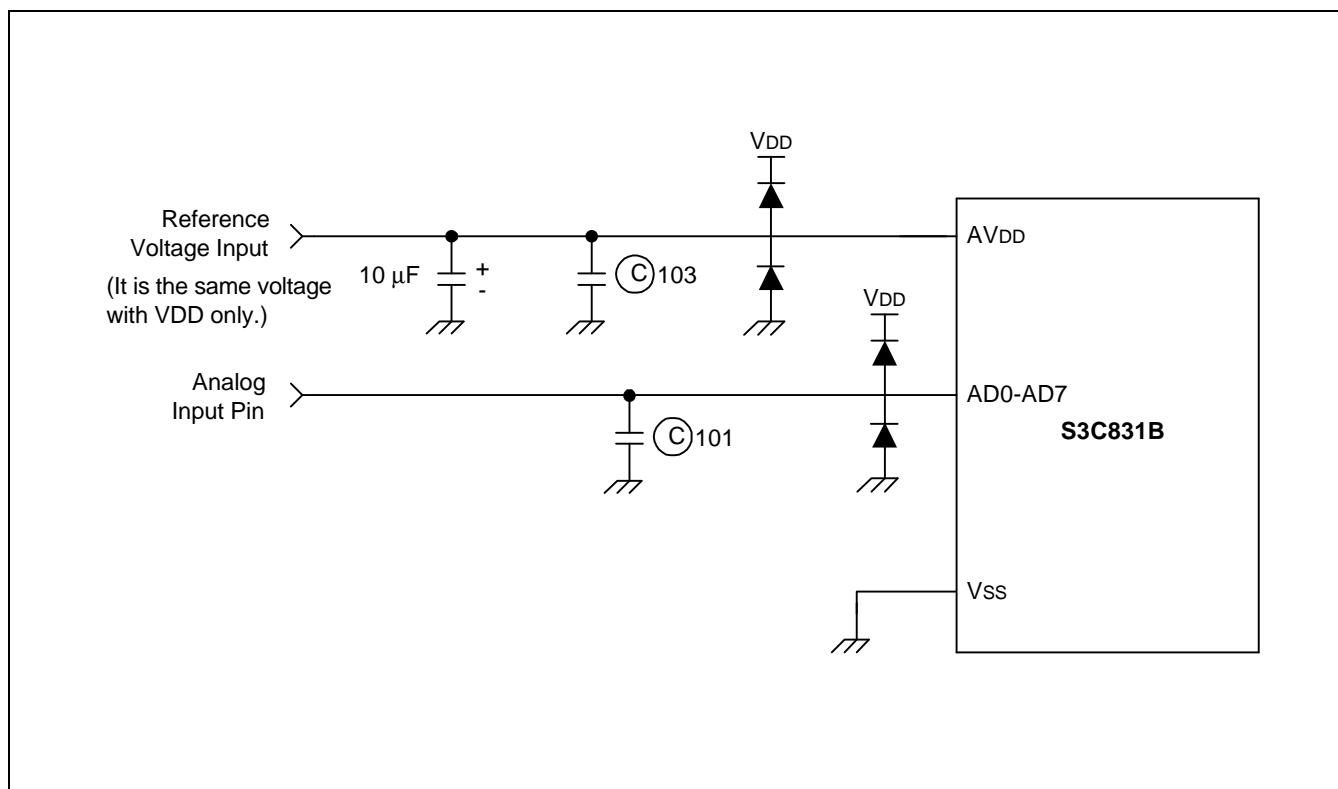 VDD
Reference
Voltage Input
(It is the same voltage
with VDD only.)
10 μF
+
-
C 103
AVDD
VDD
Analog
Input Pin
C 101
AD0-AD7
S3C831B
VSS